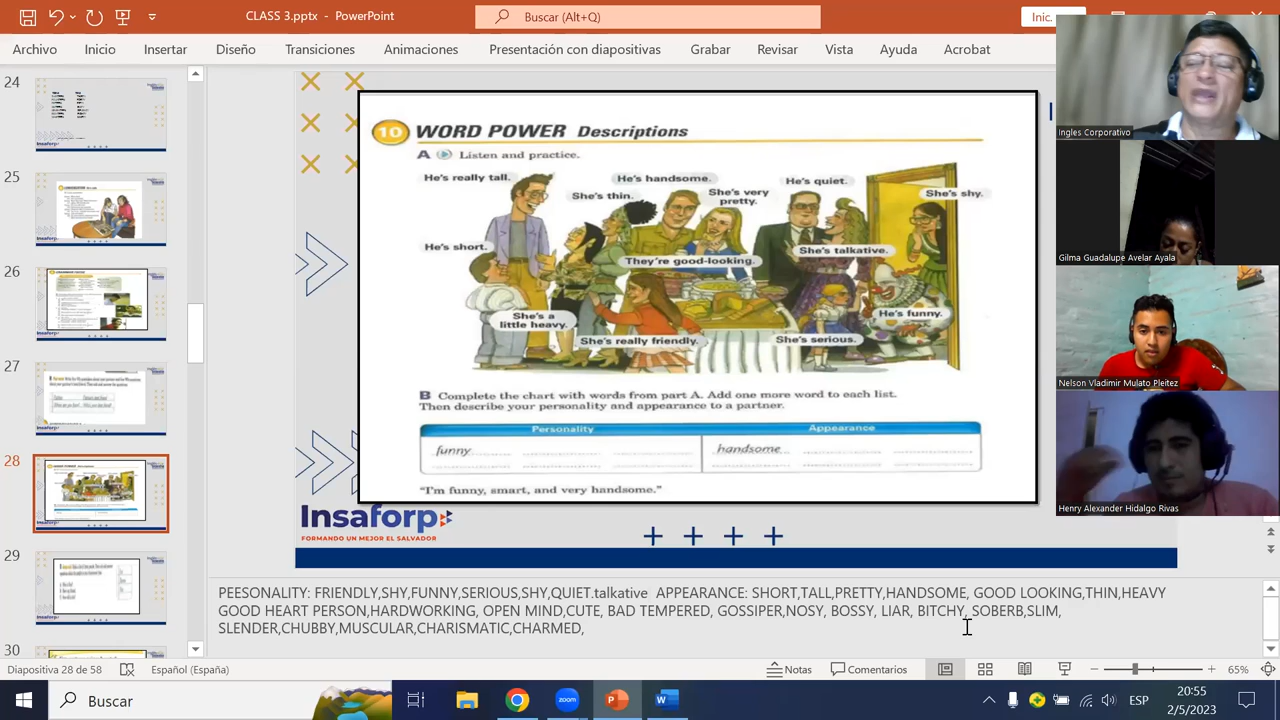 CLASS 3.pptx - PowerPoint
Buscar (Alt+Q)
Inic.
Archivo Inicio Insertar Diseño Transiciones Animaciones Presentación con diapositivas Grabar Revisar Vista Ayuda Acrobat
24
25
26
27
28
29
30
10 WORD POWER Descriptions
A Listen and practice.
He's really tall.
He's handsome.
He's quiet.
She's thin.
She's very
pretty.
She's shy.
He's short.
She's talkative.
They're good-looking.
She's a
little heavy.
He's funny.
She's really friendly.
She's serious.
B Complete the chart with words from part A. Add one more word to each list.
Then describe your personality and appearance to a partner.
Personality Appearance
funny handsome
"I'm funny, smart, and very handsome."
Insaforp
FORMANDO UN MEJOR EL SALVADOR
PEESONALITY: FRIENDLY,SHY,FUNNY,SERIOUS,SHY,QUIET.talkative APPEARANCE: SHORT,TALL,PRETTY,HANDSOME, GOOD LOOKING,THIN,HEAVY
GOOD HEART PERSON,HARDWORKING, OPEN MIND,CUTE, BAD TEMPERED, GOSSIPER,NOSY, BOSSY, LIAR, BITCHY, SOBERB,SLIM,
SLENDER,CHUBBY,MUSCULAR,CHARISMATIC,CHARMED,
Ingles Corporativo
Gilma Guadalupe Avelar Ayala
Nelson Vladimir Mulato Pleitez
Henry Alexander Hidalgo Rivas
Diapositiva 28 de 58 Español (España) Notas Comentarios 65%
Buscar
zoom
ESP
20:55
2/5/2023